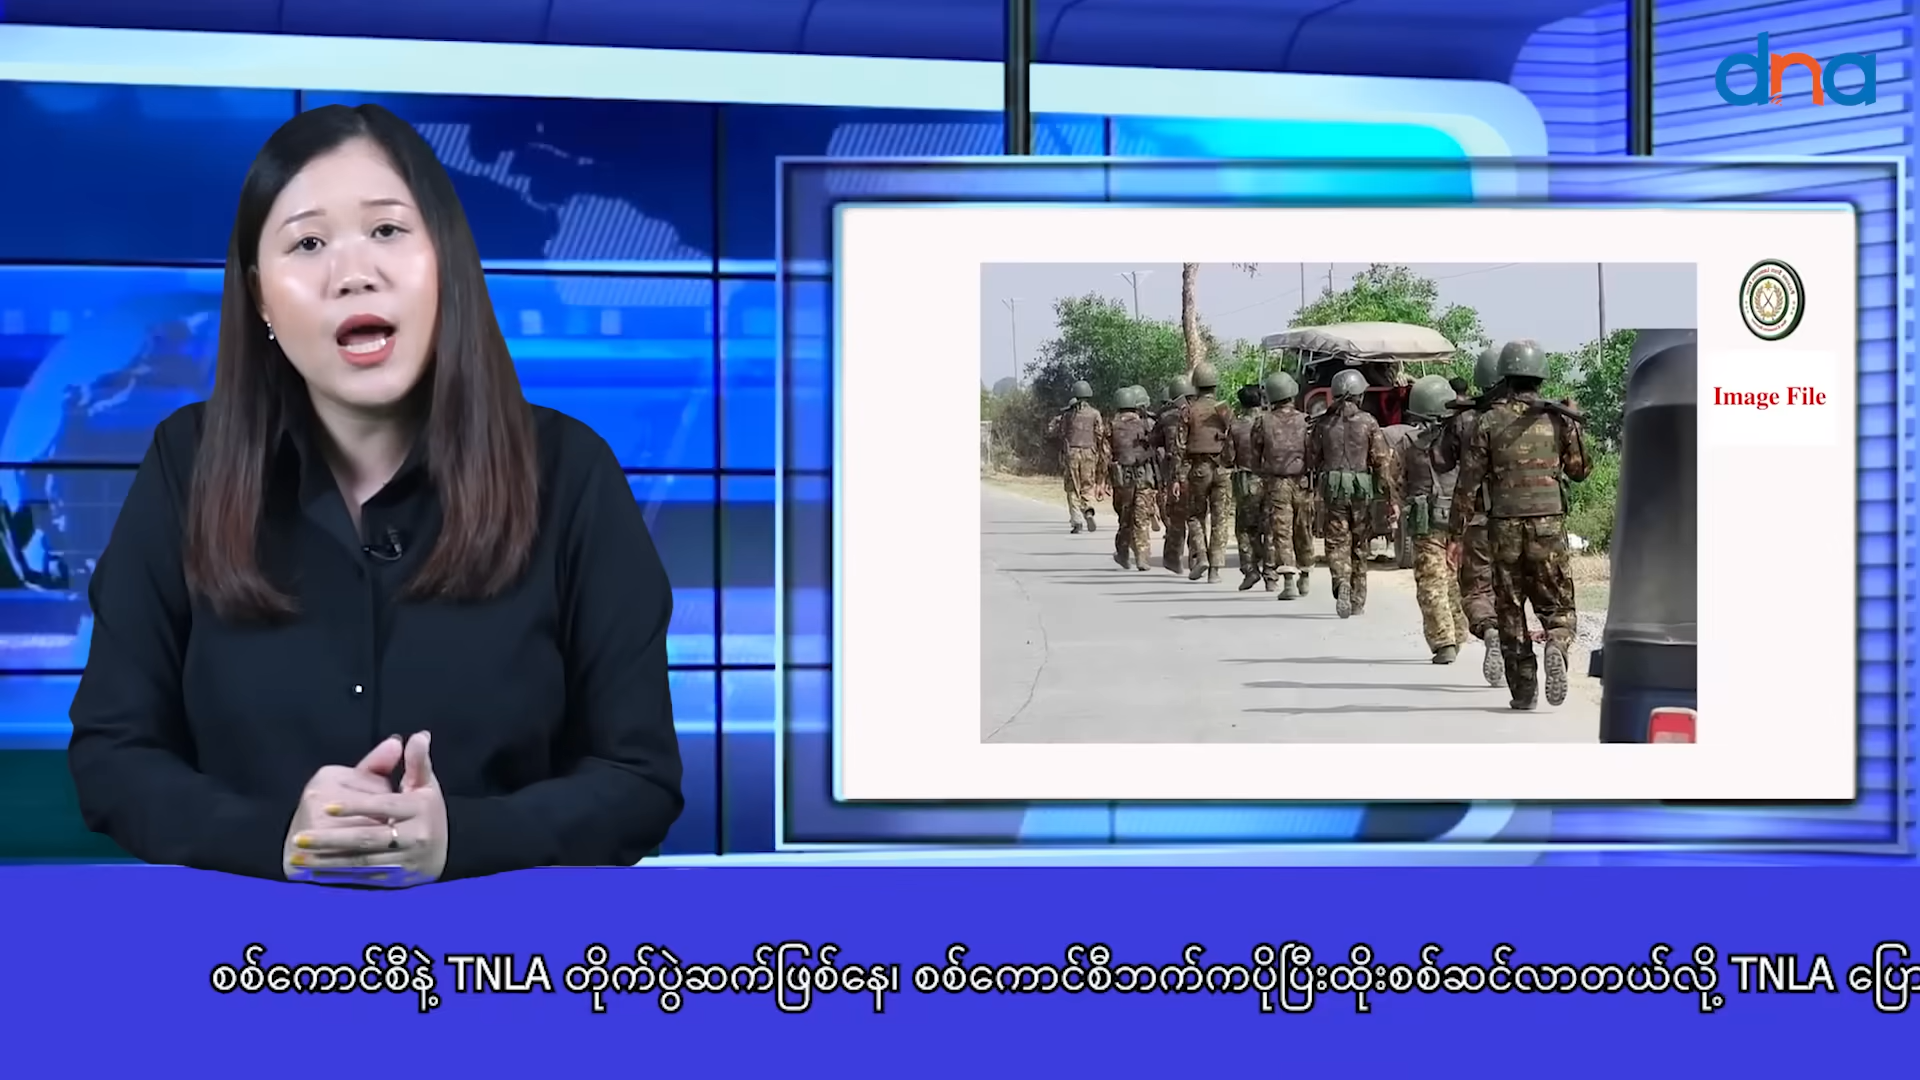 dna
Image File
စစ်ကောင်စီနဲ့ TNLA တိုက်ပွဲဆက်ဖြစ်နေ၊ စစ်ကောင်စီဘက်ကပိုပြီးထိုးစစ်ဆင်လာတယ်လို့ TNLA ပြော